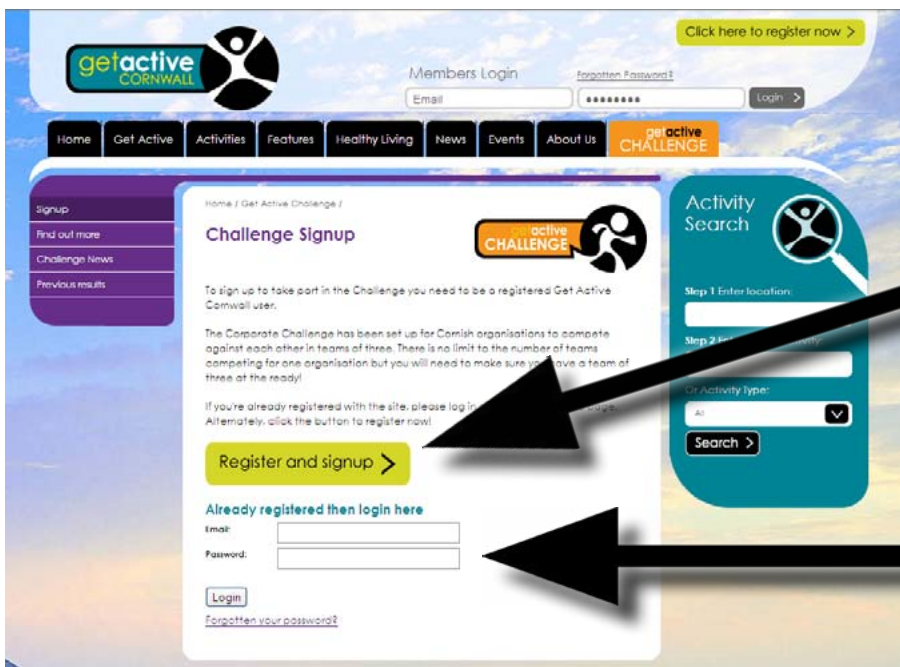 Click here to register now >
getactive
CORNWALL
Members Login
Forgotten Password?
Email
Login >
Home
Get Active
Activities
Features
Healthy Living
News
Events
About Us
getactive
CHALLENGE
Signup
Find out more
Challenge News
Previous results
Home / Get Active Challenge /
Challenge Signup
getactive
CHALLENGE
To sign up to take part in the Challenge you need to be a registered Get Active
Cornwall user.
The Corporate Challenge has been set up for Cornish organisations to compete
against each other in teams of three. There is no limit to the number of teams
competing for one organisation but you will need to make sure you have a team of
three at the ready!
If you're already registered with the site, please log in page.
Alternately, click the button to register now!
Register and signup >
Already registered then login here
Email:
Password:
Login
Forgotten your password?
Activity
Search
Step 1 Enter location:
Step 2
Or Activity Type:
All
Search >